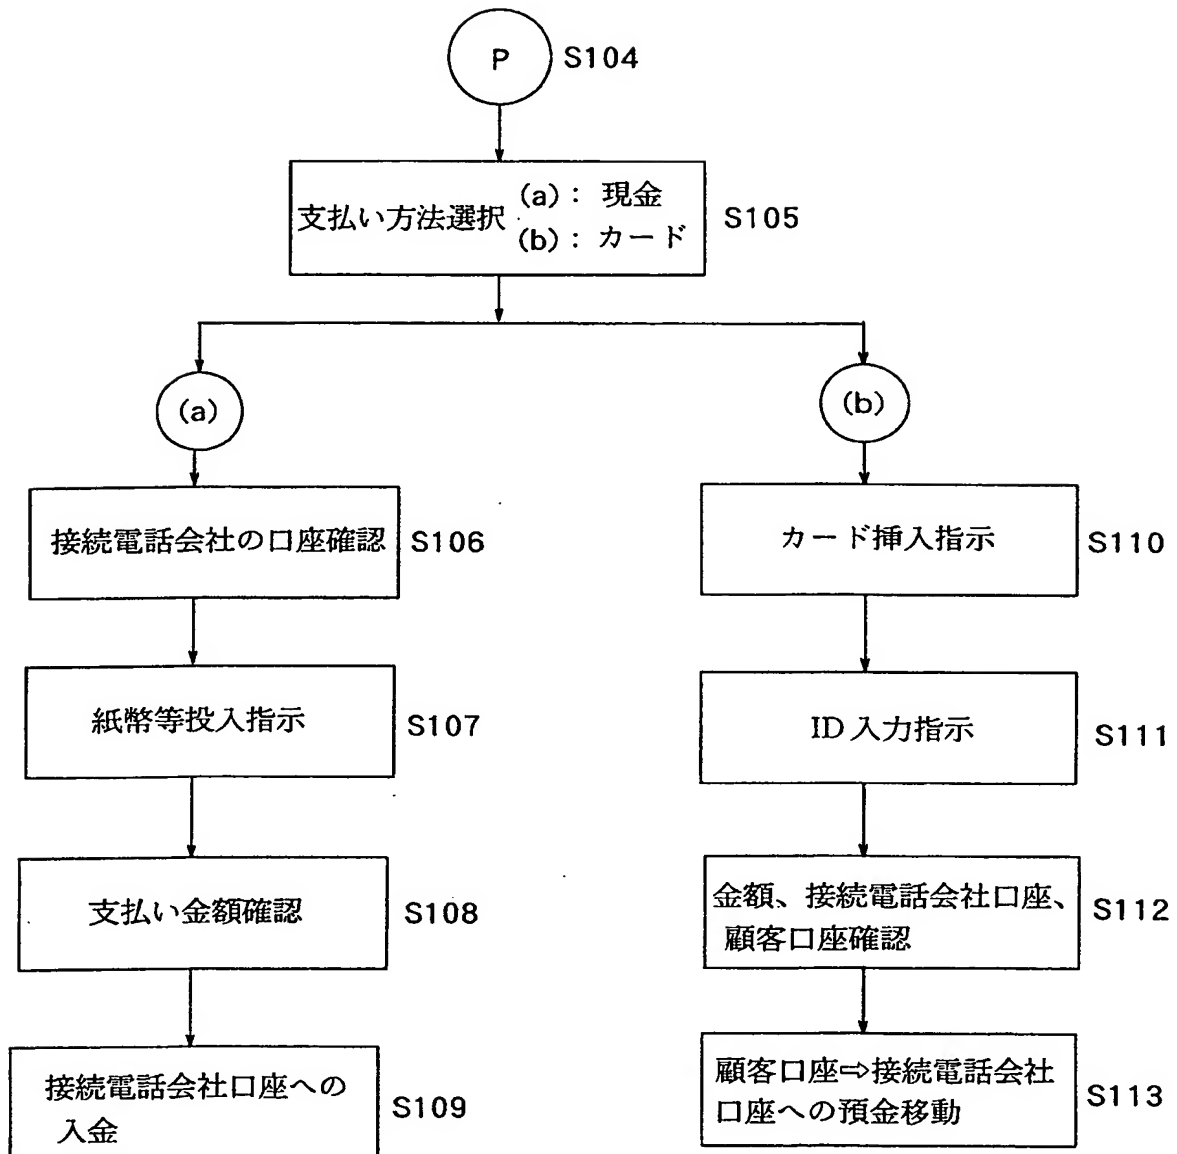 P S104
支払い方法選択 (a)： 現金
(b)：カード
S105
(a)
接続電話会社の口座確認 S106
紙幣等投入指示 S107
支払い金額確認 S108
接続電話会社口座への
入金
S109
(b)
カード挿入指示 S110
ID入力指示 S111
金額、接続電話会社口座、
顧客口座確認
S112
顧客口座⇨接続電話会社
口座への預金移動
S113